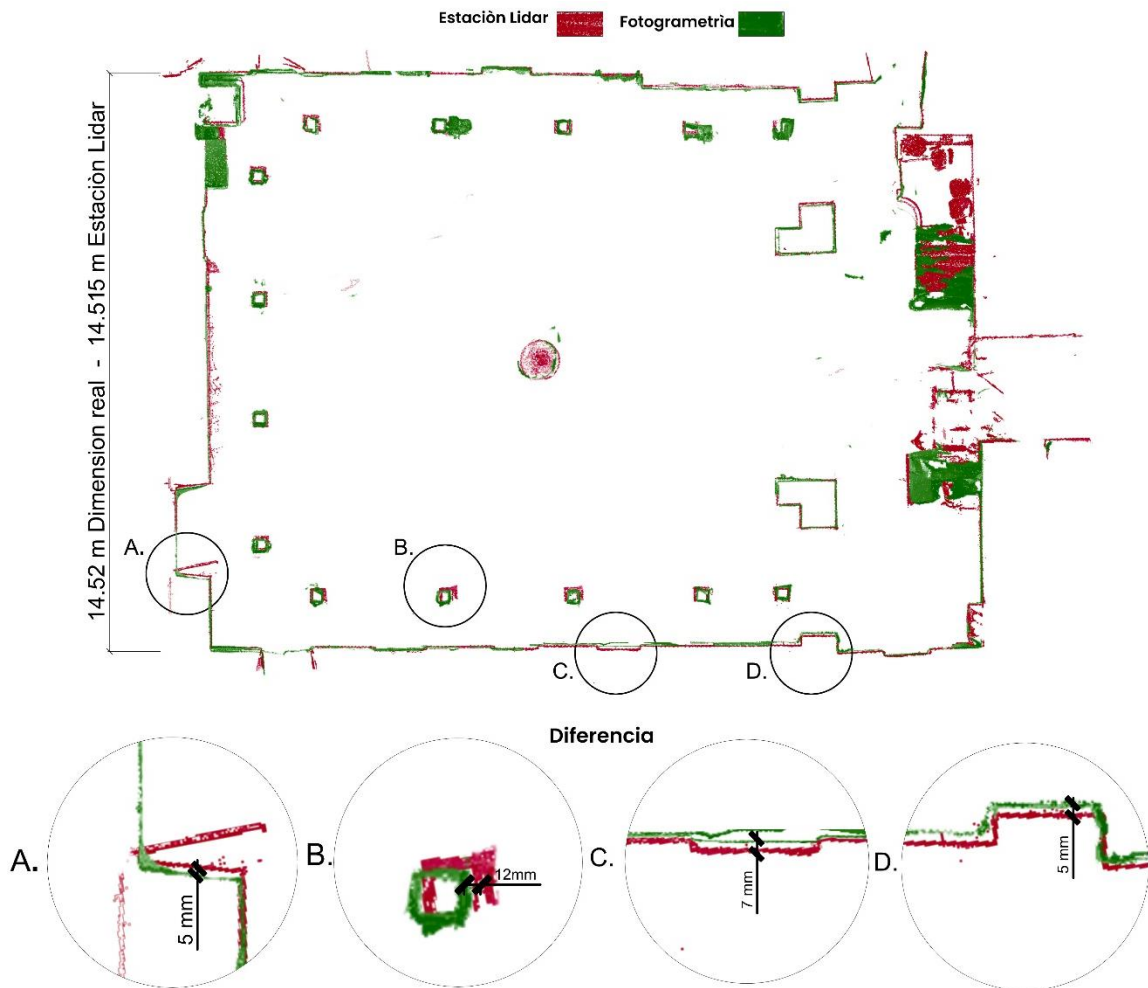 Estaciòn Lidar
Fotogrametrìa
14.52 m Dimension real - 14.515 m Estaciòn Lidar
A.
B.
C.
D.
Diferencia
A.
5 mm
B.
12mm
C.
7 mm
D.
5 mm